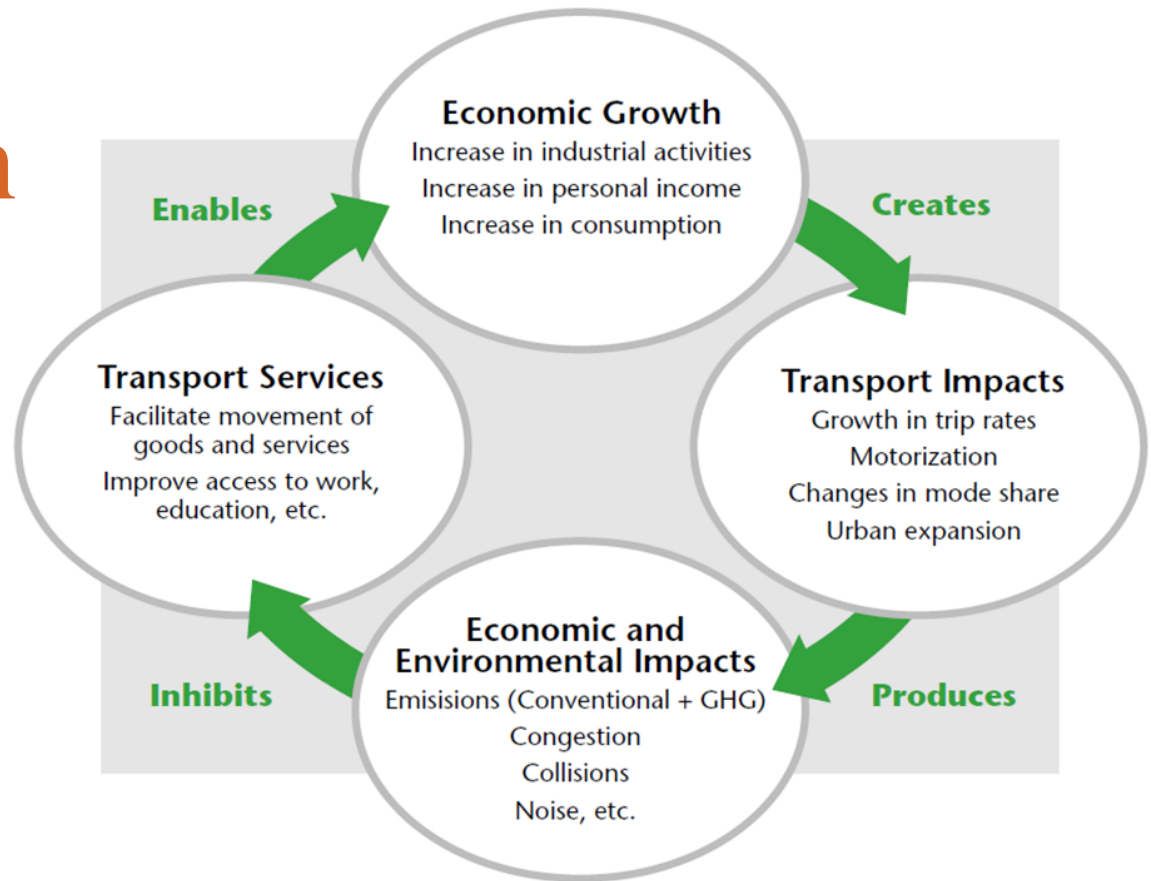 n
Economic Growth
Increase in industrial activities
Increase in personal income
Increase in consumption
Enables
Creates
Transport Services
Facilitate movement of
goods and services
Improve access to work,
education, etc.
Transport Impacts
Growth in trip rates
Motorization
Changes in mode share
Urban expansion
Economic and
Environmental Impacts
Emisisions (Conventional + GHG)
Congestion
Collisions
Noise, etc.
Inhibits
Produces